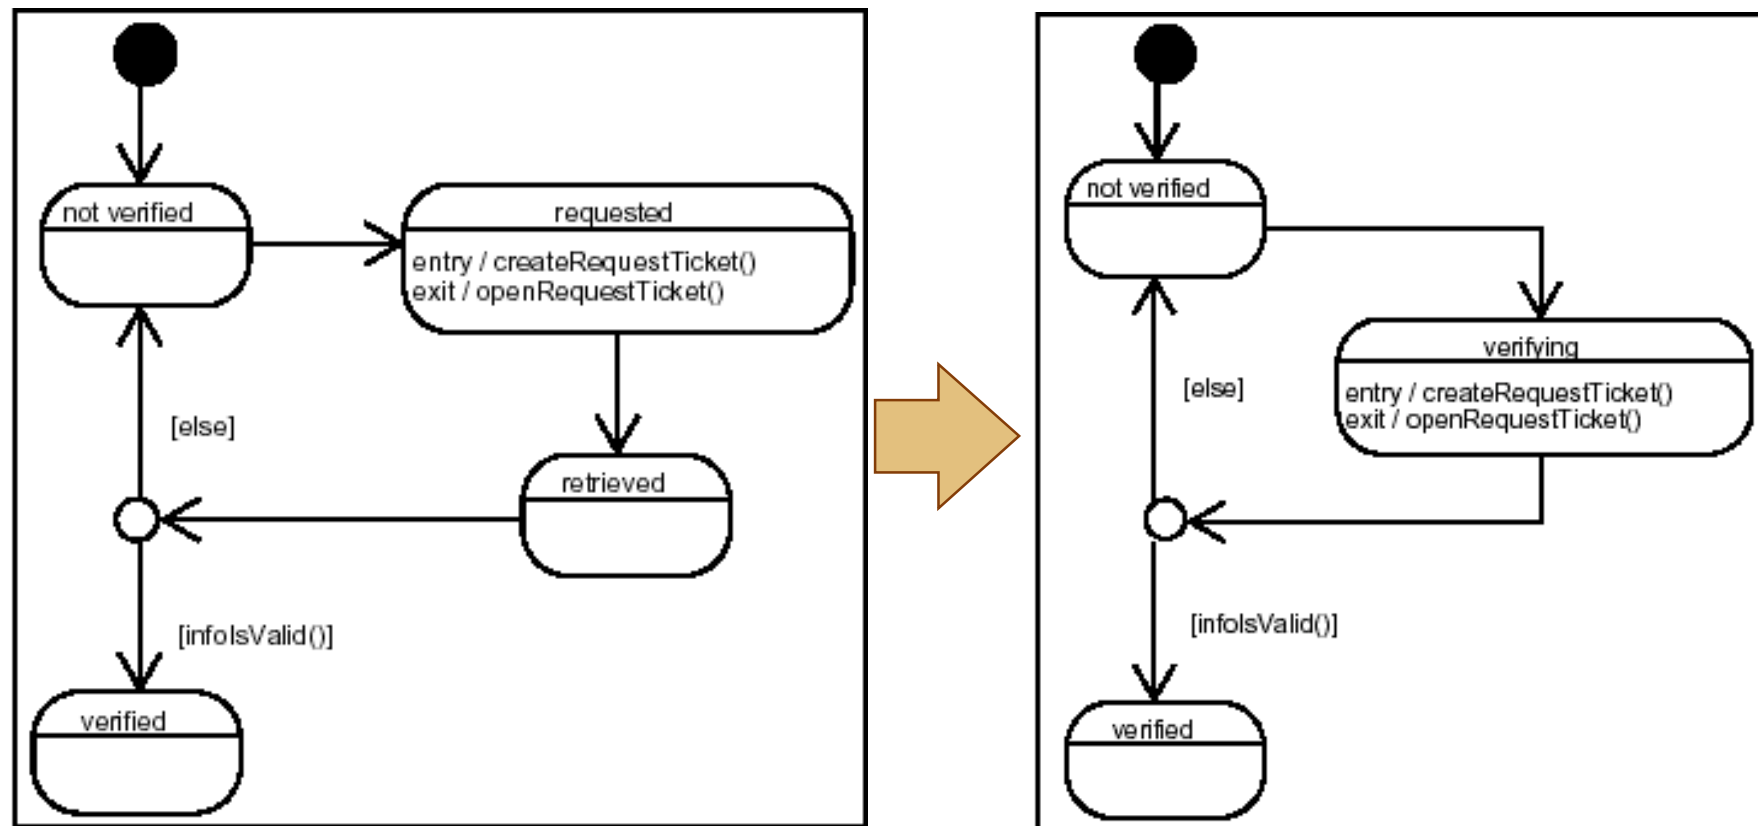 not verified
requested
entry / createRequestTicket()
exit / openRequestTicket()
[else]
retrieved
[infoIsValid()]
verified
not verified
verifying
entry / createRequestTicket()
exit / openRequestTicket()
[else]
[infoIsValid()]
verified